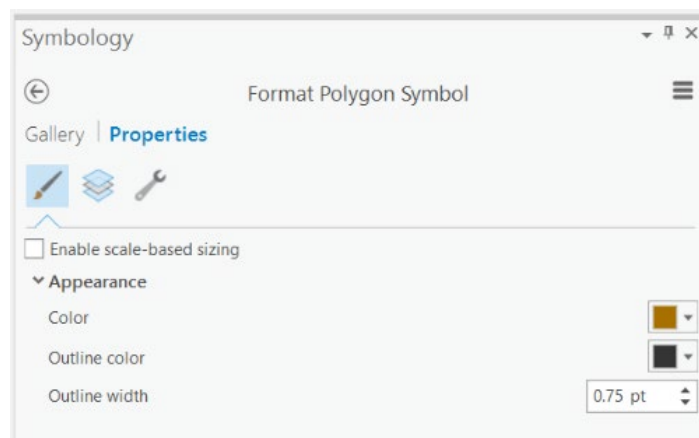 Symbology
Format Polygon Symbol
Gallery | Properties
Enable scale-based sizing
Appearance
Color
Outline color
Outline width 0.75 pt